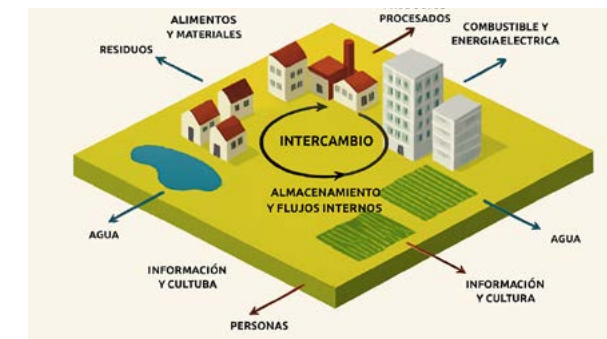 ALIMENTOS
Y MATERIALES
PROCESADOS
COMBUSTIBLE Y
ENERGIAELECTRICA
RESIDUOS
INTERCAMBIO
ALMACENAMIENTO
Y FLUJOS INTERNOS
AGUA
AGUA
INFORMACIÓN
Y CULTUBA
INFORMACIÓN
Y CULTURA
PERSONAS